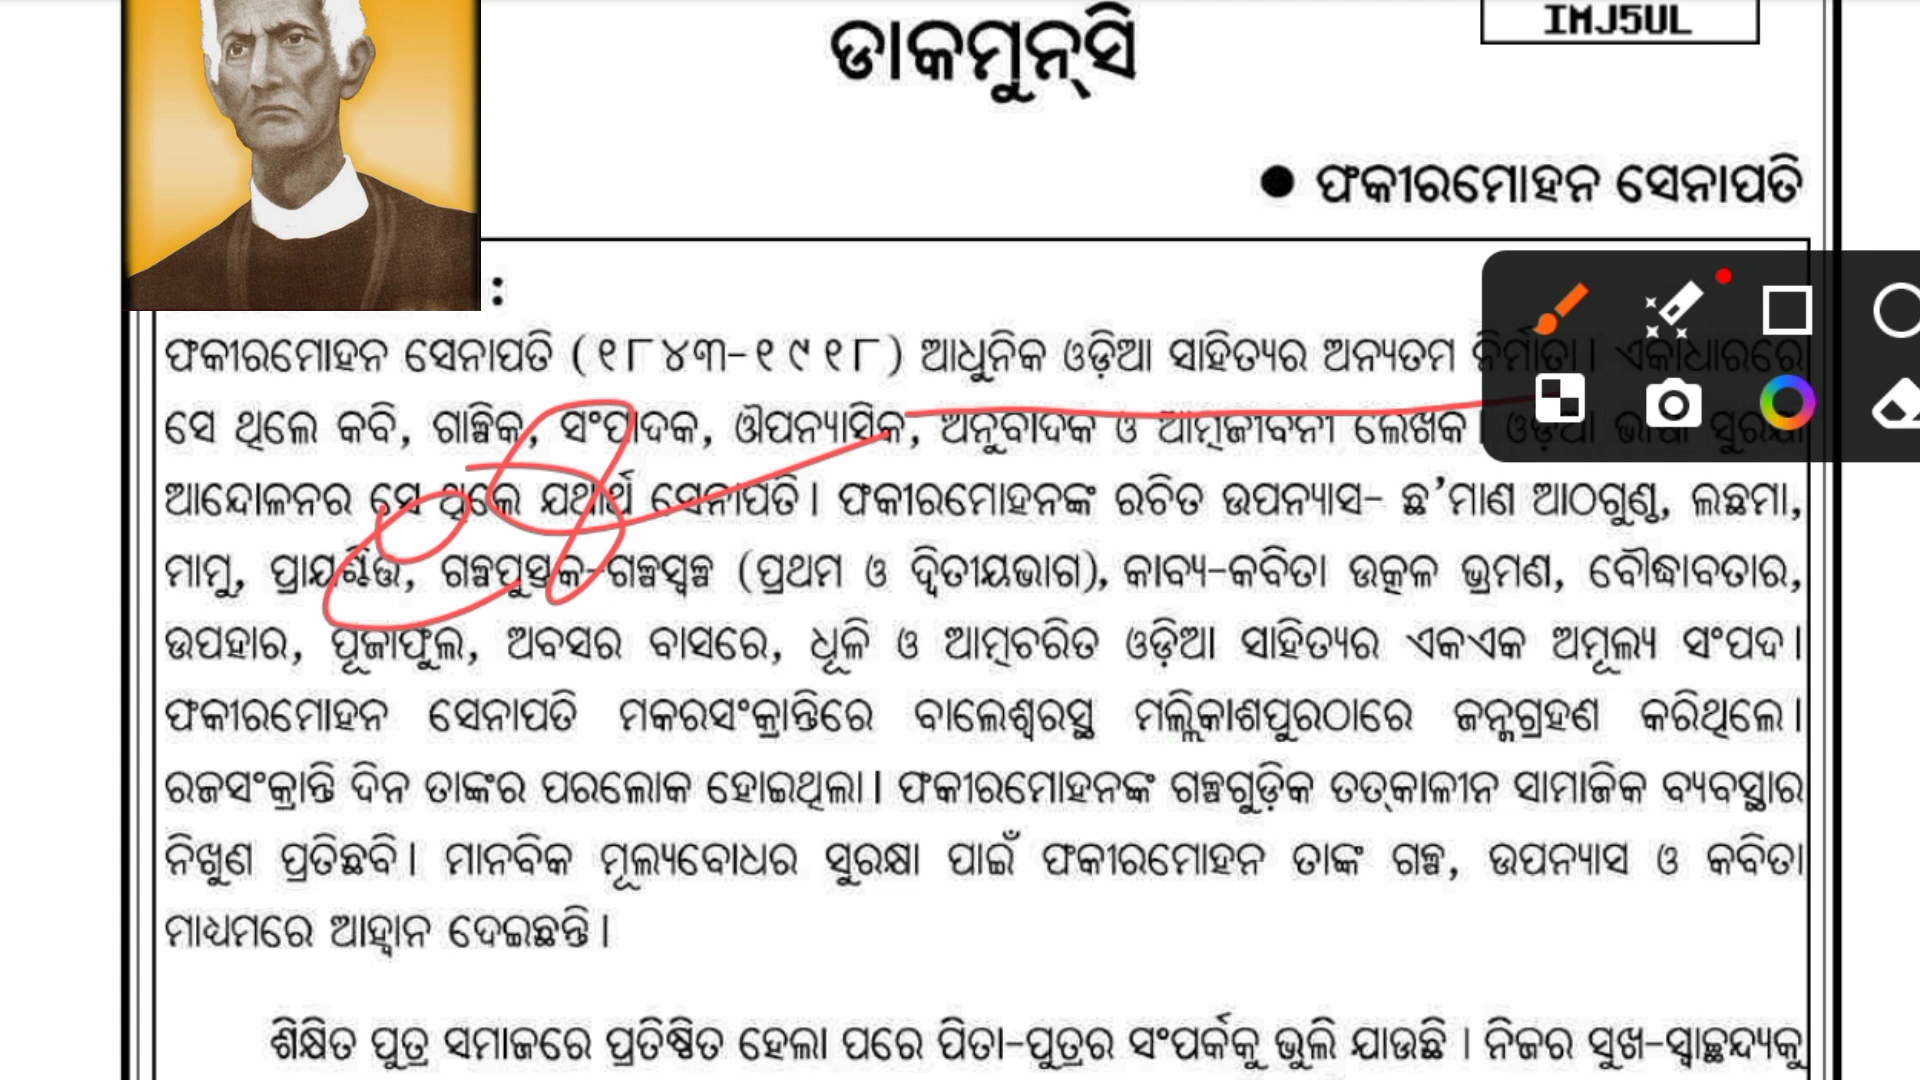 IMJ5UL
ଡାକମୁନ୍‌ସି
● ଫକୀରମୋହନ ସେନାପତି
:
ଫକୀରମୋହନ ସେନାପତି (୧୮୪୩-୧୯୧୮) ଆଧୁନିକ ଓଡ଼ିଆ ସାହିତ୍ୟର ଅନ୍ୟତମ ନିର୍ମାତା। ଏକାଧାରରେ
ସେ ଥିଲେ କବି, ଗାଳ୍ପିକ, ସଂପାଦକ, ଔପନ୍ୟାସିକ, ଅନୁବାଦକ ଓ ଆତ୍ମଜୀବନୀ ଲେଖକ। ଓଡ଼ିଆ ଭାଷା ସୁରକ୍ଷା
ଆନ୍ଦୋଳନର ସେ ଥିଲେ ଯଥାର୍ଥ ସେନାପତି। ଫକୀରମୋହନଙ୍କ ରଚିତ ଉପନ୍ୟାସ- ଛ’ମାଣ ଆଠଗୁଣ୍ଠ, ଲଛମା,
ମାମୁ, ପ୍ରାୟଶ୍ଚିତ୍ତ, ଗଳ୍ପପୁସ୍ତକ-ଗଳ୍ପସ୍ୱଳ୍ପ (ପ୍ରଥମ ଓ ଦ୍ୱିତୀୟଭାଗ), କାବ୍ୟ-କବିତା ଉତ୍କଳ ଭ୍ରମଣ, ବୌଦ୍ଧାବତାର,
ଉପହାର, ପୂଜାଫୁଲ, ଅବସର ବାସରେ, ଧୂଳି ଓ ଆତ୍ମଚରିତ ଓଡ଼ିଆ ସାହିତ୍ୟର ଏକଏକ ଅମୂଲ୍ୟ ସଂପଦ।
ଫକୀରମୋହନ ସେନାପତି ମକରସଂକ୍ରାନ୍ତିରେ ବାଲେଶ୍ୱରସ୍ଥ ମଲ୍ଲିକାଶପୁରଠାରେ ଜନ୍ମଗ୍ରହଣ କରିଥିଲେ।
ରଜସଂକ୍ରାନ୍ତି ଦିନ ତାଙ୍କର ପରଲୋକ ହୋଇଥିଲା। ଫକୀରମୋହନଙ୍କ ଗଳ୍ପଗୁଡ଼ିକ ତତ୍‌କାଳୀନ ସାମାଜିକ ବ୍ୟବସ୍ଥାର
ନିଖୁଣ ପ୍ରତିଛବି। ମାନବିକ ମୂଲ୍ୟବୋଧର ସୁରକ୍ଷା ପାଇଁ ଫକୀରମୋହନ ତାଙ୍କ ଗଳ୍ପ, ଉପନ୍ୟାସ ଓ କବିତା
ମାଧ୍ୟମରେ ଆହ୍ୱାନ ଦେଇଛନ୍ତି।
ଶିକ୍ଷିତ ପୁତ୍ର ସମାଜରେ ପ୍ରତିଷ୍ଠିତ ହେଲା ପରେ ପିତା-ପୁତ୍ରର ସଂପର୍କକୁ ଭୁଲି ଯାଉଛି । ନିଜର ସୁଖ-ସ୍ୱାଚ୍ଛନ୍ଦ୍ୟକୁ